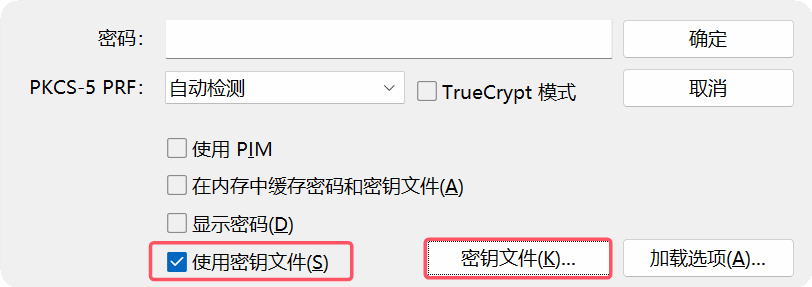 密码： 确定
PKCS-5 PRF： 自动检测 TrueCrypt 模式 取消
使用 PIM
在内存中缓存密码和密钥文件(A)
显示密码(D)
使用密钥文件(S) 密钥文件(K)... 加载选项(A)...